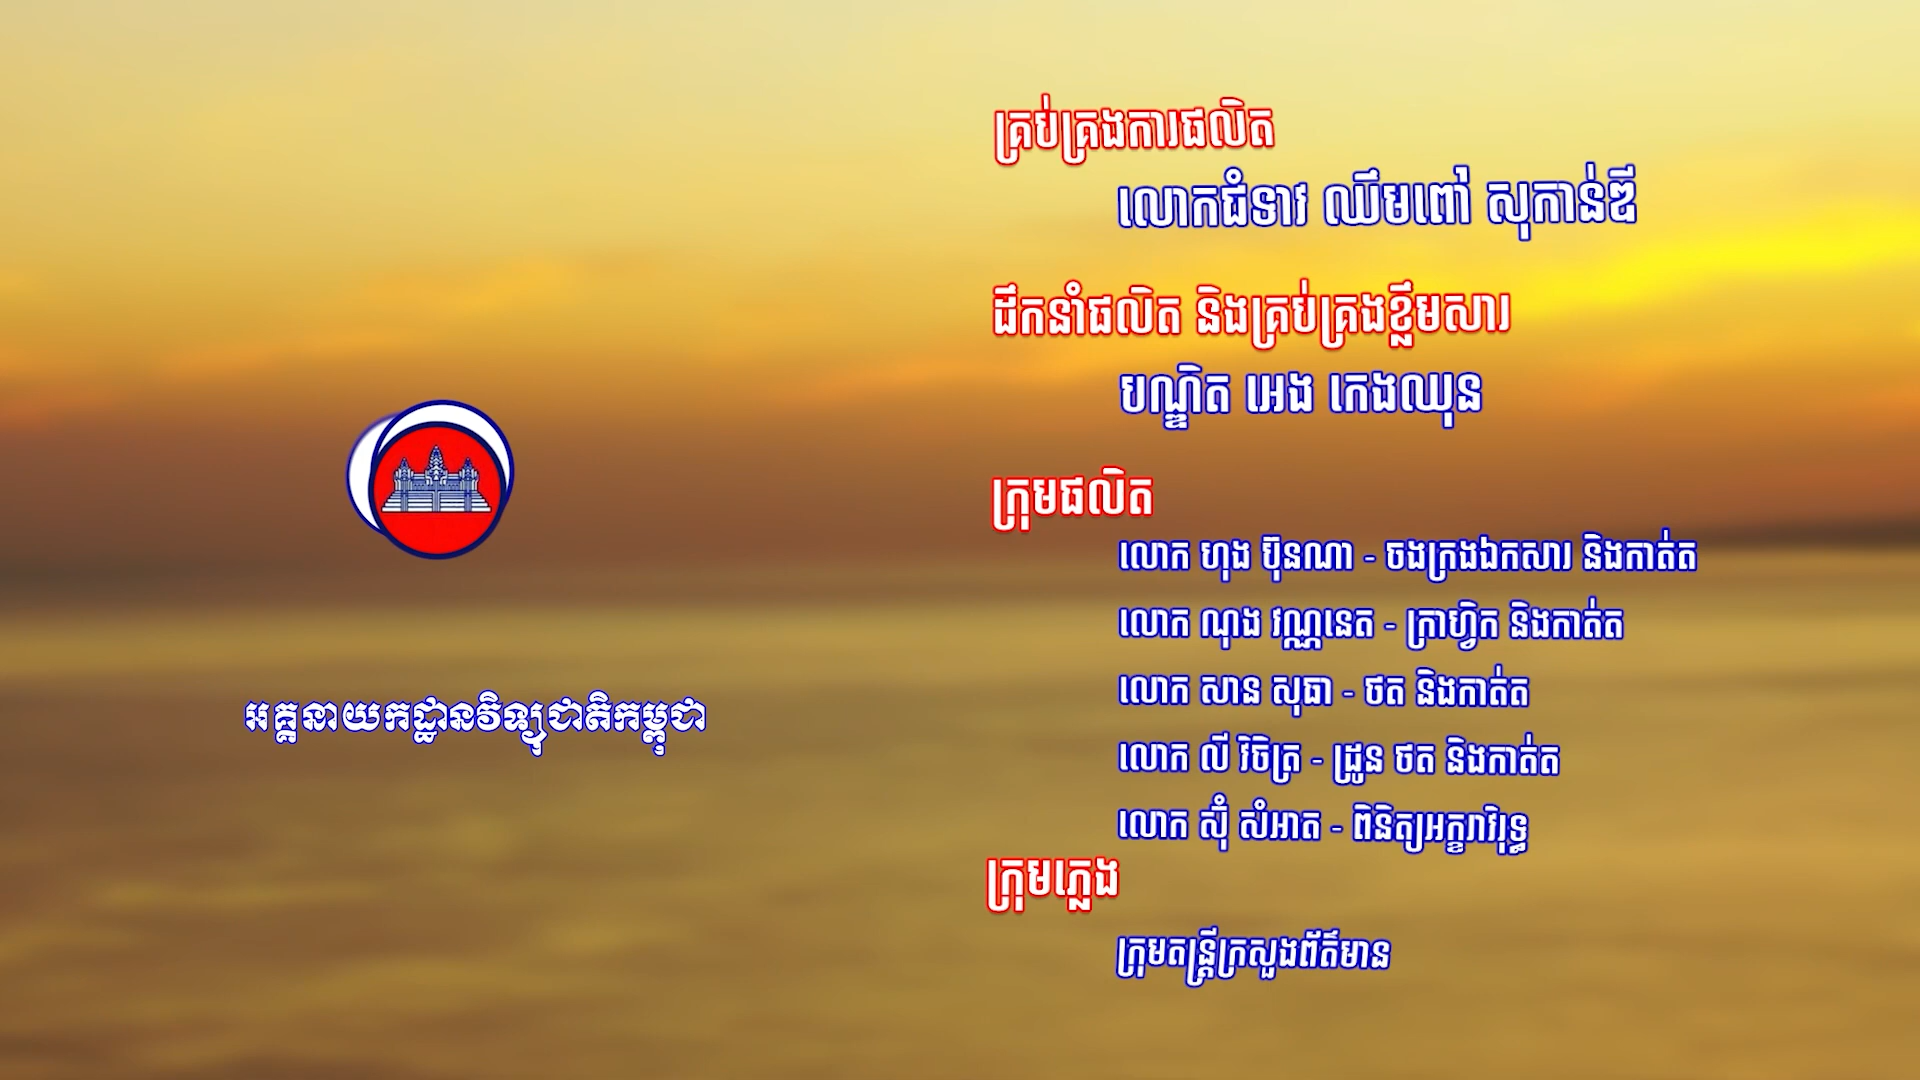 គ្រប់គ្រងការផលិត
លោកជំទាវ ឈឹមពៅ សុកាន់ឌី
ដឹកនាំផលិត និងគ្រប់គ្រងខ្លឹមសារ
បណ្ឌិត អេង កេងឈុន
ក្រុមផលិត
លោក ហុង ប៊ុនណា - ចងក្រងឯកសារ និងកាត់ត
លោក ណុង វណ្ណនេត - ក្រាហ្វិក និងកាត់ត
លោក សាន សុធា - ថត និងកាត់ត
លោក លី វិចិត្រ - ដ្រូន ថត និងកាត់ត
លោក ស៊ុំ សំអាត - ពិនិត្យអក្ខរាវិរុទ្ធ
ក្រុមភ្លេង
ក្រុមតន្ត្រីក្រសួងព័ត៌មាន
អគ្គនាយកដ្ឋានវិទ្យុជាតិកម្ពុជា